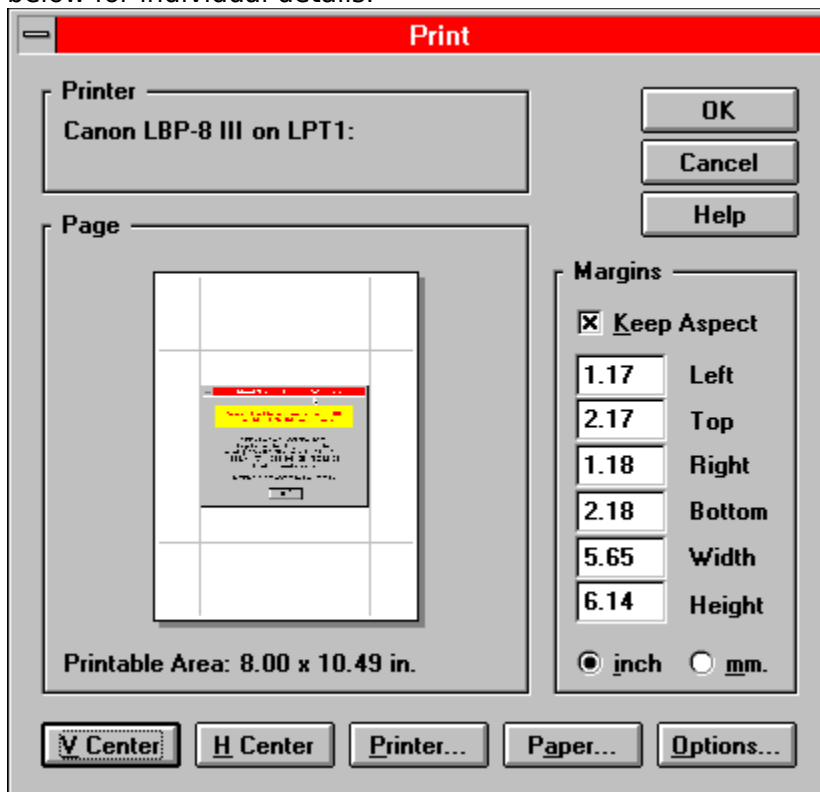 below for individual details.
Print
Printer
Canon LBP-8 III on LPT1:
OK
Cancel
Help
Page
Printable Area: 8.00 x 10.49 in.
Margins
Keep Aspect
1.17 Left
2.17 Top
1.18 Right
2.18 Bottom
5.65 Width
6.14 Height
inch mm.
V Center H Center Printer... Paper... Options...